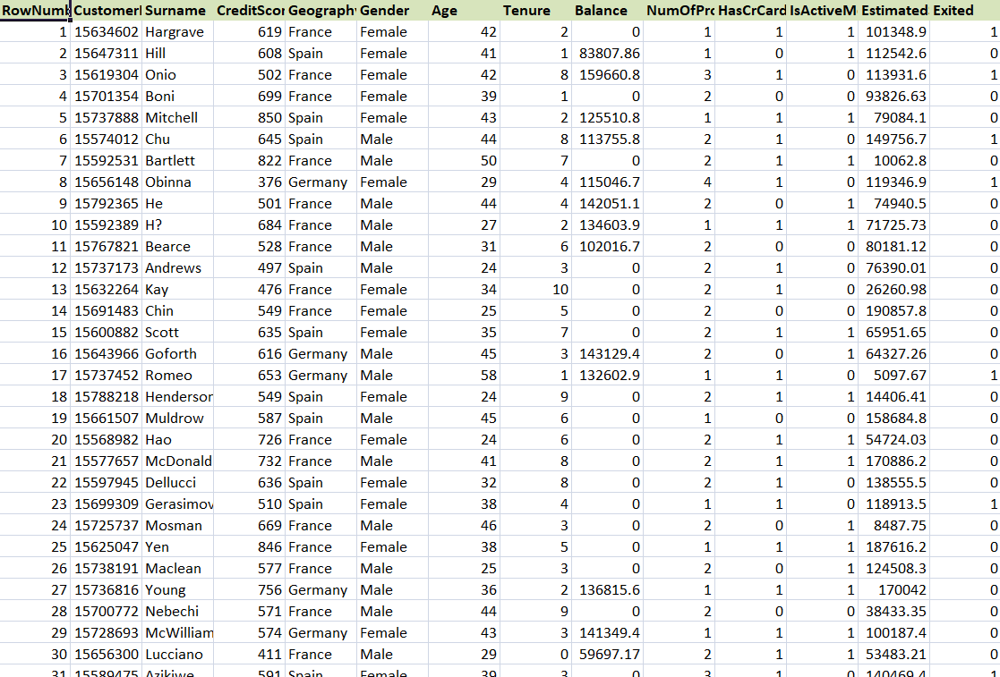 RowNumb CustomerI Surname CreditScor Geography Gender Age Tenure Balance NumOfPro HasCrCard IsActiveM Estimated Exited
1 15634602 Hargrave 619 France Female 42 2 0 1 1 1 101348.9 1
2 15647311 Hill 608 Spain Female 41 1 83807.86 1 0 1 112542.6 0
3 15619304 Onio 502 France Female 42 8 159660.8 3 1 0 113931.6 1
4 15701354 Boni 699 France Female 39 1 0 2 0 0 93826.63 0
5 15737888 Mitchell 850 Spain Female 43 2 125510.8 1 1 1 79084.1 0
6 15574012 Chu 645 Spain Male 44 8 113755.8 2 1 0 149756.7 1
7 15592531 Bartlett 822 France Male 50 7 0 2 1 1 10062.8 0
8 15656148 Obinna 376 Germany Female 29 4 115046.7 4 1 0 119346.9 1
9 15792365 He 501 France Male 44 4 142051.1 2 0 1 74940.5 0
10 15592389 H? 684 France Male 27 2 134603.9 1 1 1 71725.73 0
11 15767821 Bearce 528 France Male 31 6 102016.7 2 0 0 80181.12 0
12 15737173 Andrews 497 Spain Male 24 3 0 2 1 0 76390.01 0
13 15632264 Kay 476 France Female 34 10 0 2 1 0 26260.98 0
14 15691483 Chin 549 France Female 25 5 0 2 0 0 190857.8 0
15 15600882 Scott 635 Spain Female 35 7 0 2 1 1 65951.65 0
16 15643966 Goforth 616 Germany Male 45 3 143129.4 2 0 1 64327.26 0
17 15737452 Romeo 653 Germany Male 58 1 132602.9 1 1 0 5097.67 1
18 15788218 Henderson 549 Spain Female 24 9 0 2 1 1 14406.41 0
19 15661507 Muldrow 587 Spain Male 45 6 0 1 0 0 158684.8 0
20 15568982 Hao 726 France Female 24 6 0 2 1 1 54724.03 0
21 15577657 McDonald 732 France Male 41 8 0 2 1 1 170886.2 0
22 15597945 Dellucci 636 Spain Female 32 8 0 2 1 0 138555.5 0
23 15699309 Gerasimov 510 Spain Female 38 4 0 1 1 0 118913.5 1
24 15725737 Mosman 669 France Male 46 3 0 2 0 1 8487.75 0
25 15625047 Yen 846 France Female 38 5 0 1 1 1 187616.2 0
26 15738191 Maclean 577 France Male 25 3 0 2 0 1 124508.3 0
27 15736816 Young 756 Germany Male 36 2 136815.6 1 1 1 170042 0
28 15700772 Nebechi 571 France Male 44 9 0 2 0 0 38433.35 0
29 15728693 McWilliam 574 Germany Female 43 3 141349.4 1 1 1 100187.4 0
30 15656300 Lucciano 411 France Male 29 0 59697.17 2 1 1 53483.21 0
31 15589475 Azikiwe 591 Spain Female 39 3 0 3 1 0 140469.4 1